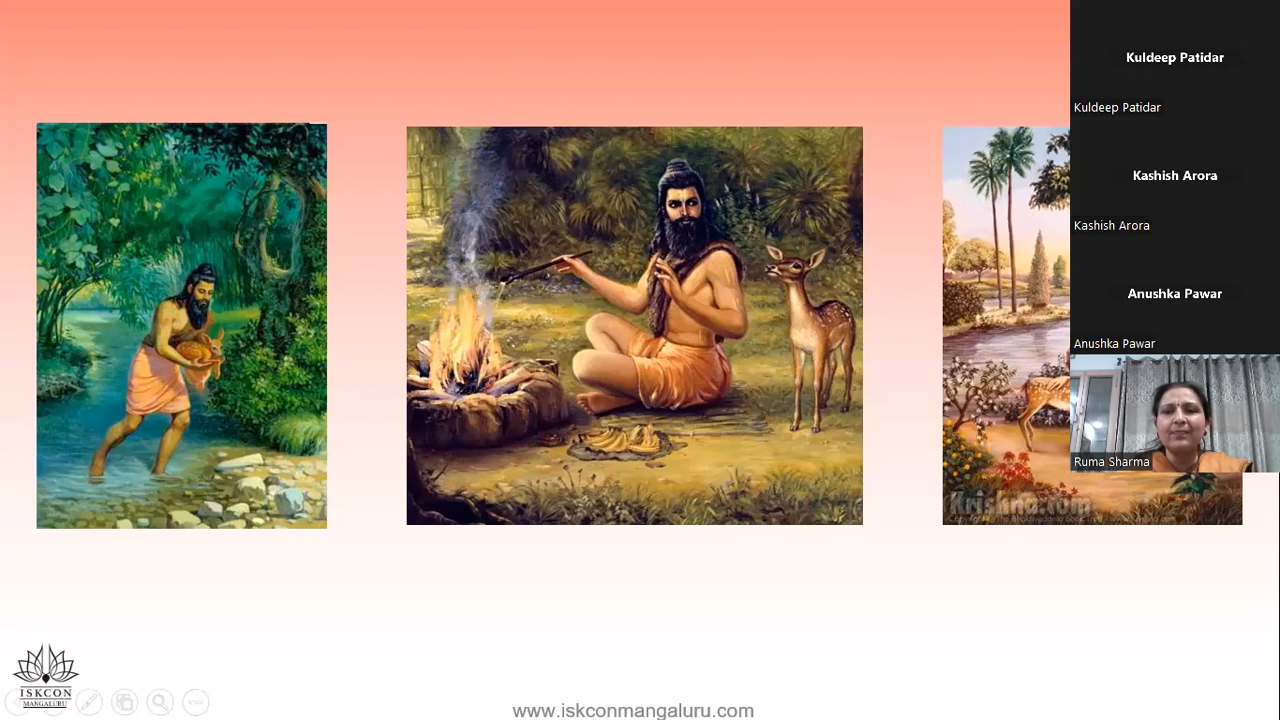 Kuldeep Patidar
Kuldeep Patidar
Kashish Arora
Kashish Arora
Anushka Pawar
Anushka Pawar
Ruma Sharma
Krishna.com
ISKCON
MANGALURU
www.iskconmangaluru.com